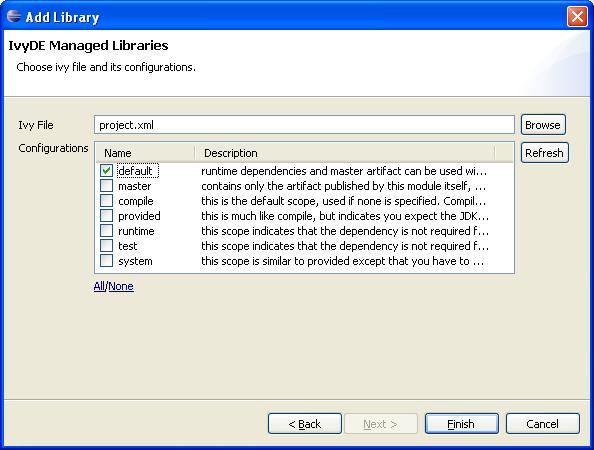 Add Library
IvyDE Managed Libraries
Choose ivy file and its configurations.
Ivy File project.xml Browse
Configurations Name Description Refresh
default runtime dependencies and master artifact can be used wi...
master contains only the artifact published by this module itself, ...
compile this is the default scope, used if none is specified. Compil...
provided this is much like compile, but indicates you expect the JDK...
runtime this scope indicates that the dependency is not required f...
test this scope indicates that the dependency is not required f...
system this scope is similar to provided except that you have to ...
All/None
< Back Next > Finish Cancel